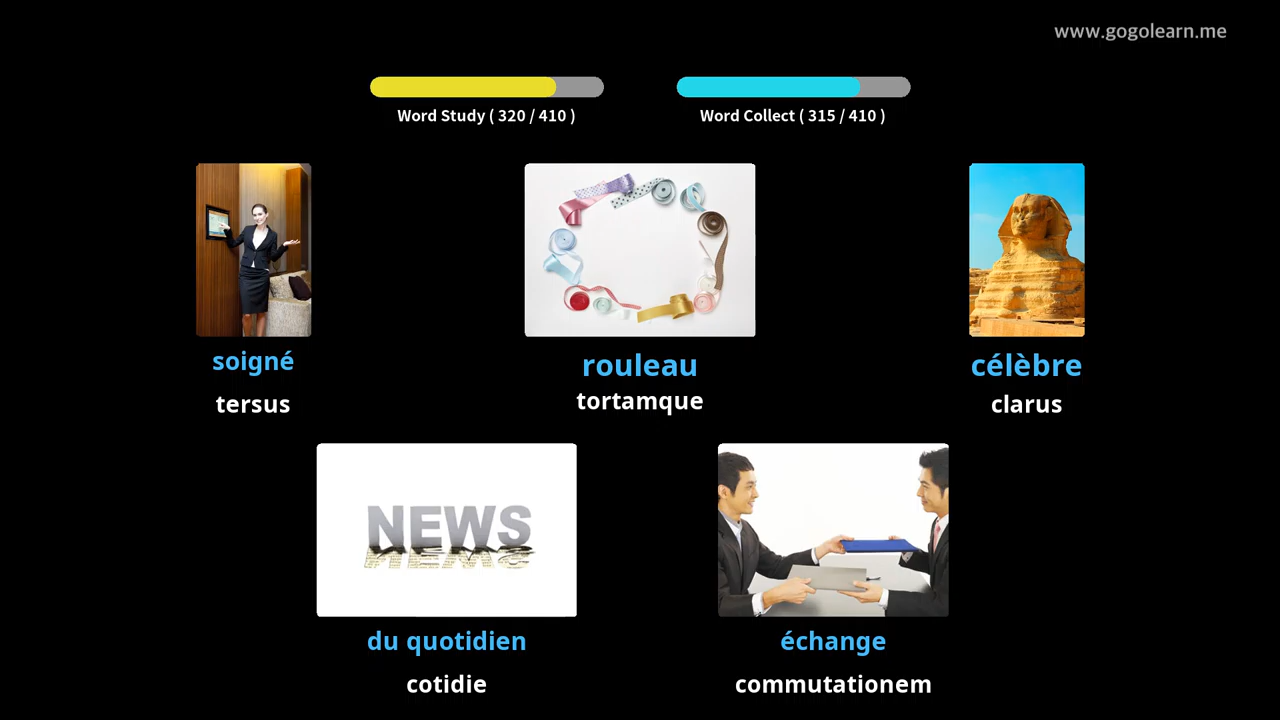 www.gogolearn.me
Word Study ( 320 / 410 )
Word Collect ( 315 / 410 )
soigné
rouleau
célèbre
tersus
tortamque
clarus
NEWS
du quotidien
échange
cotidie
commutationem